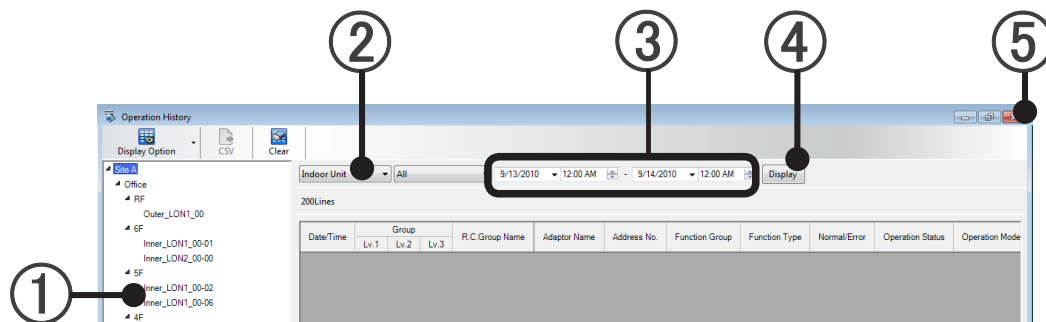 ② ③ ④ ⑤
Operation History
Display Option CSV Clear
Site A
Indoor Unit All 9/13/2010 12:00 AM - 9/14/2010 12:00 AM Display
Office
200Lines
RF
Outer_LON1_00
6F
Date/Time Group R.C.Group Name Adaptor Name Address No. Function Group Function Type Normal/Error Operation Status Operation Mode
Lv.1 Lv.2 Lv.3
Inner_LON1_00-01
Inner_LON2_00-00
5F
① Inner_LON1_00-02
Inner_LON1_00-06
4F